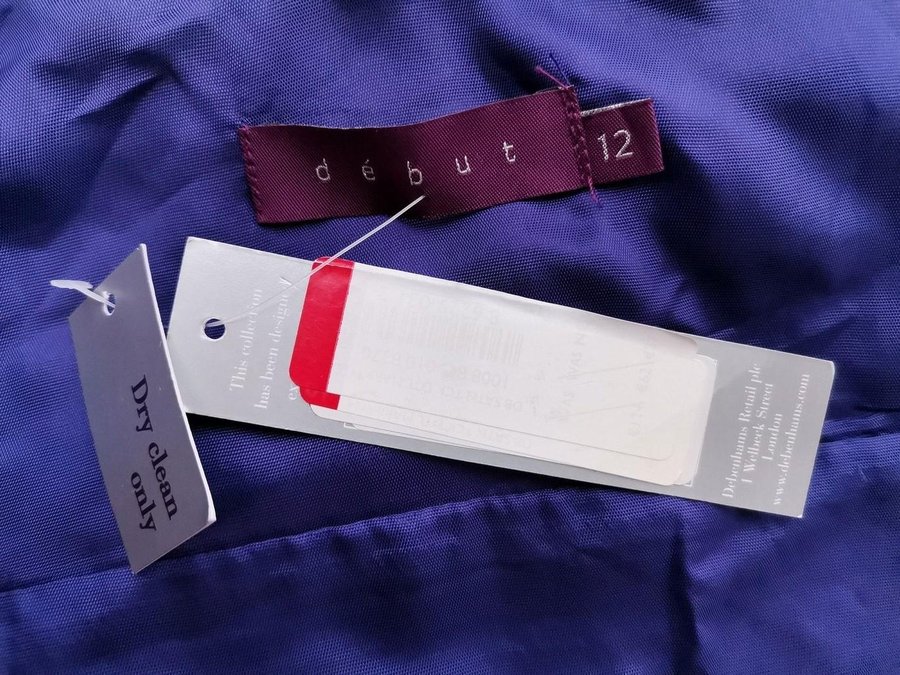 début
12
This collection
has been designed
Dry clean
only
Debenhams Retail plc
1 Welbeck Street
London
www.debenhams.com